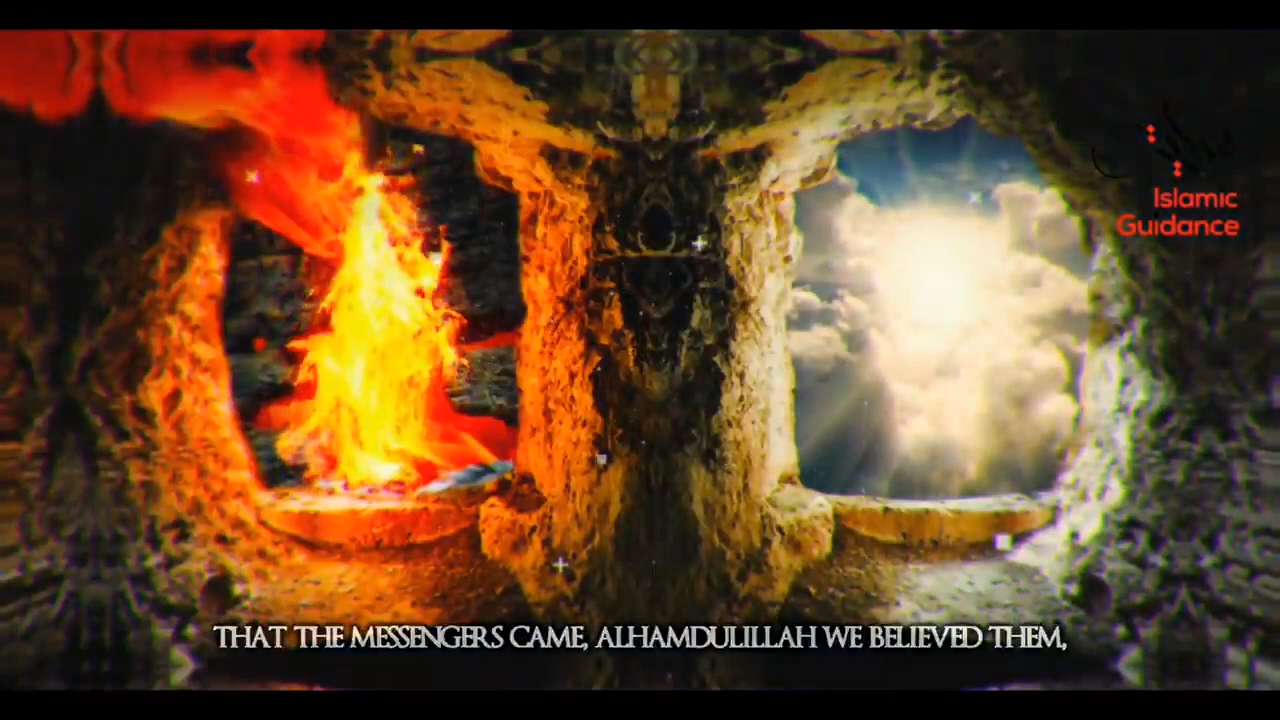 Islamic
Guidance
THAT THE MESSENGERS CAME, ALHAMDULILLAH WE BELIEVED THEM,